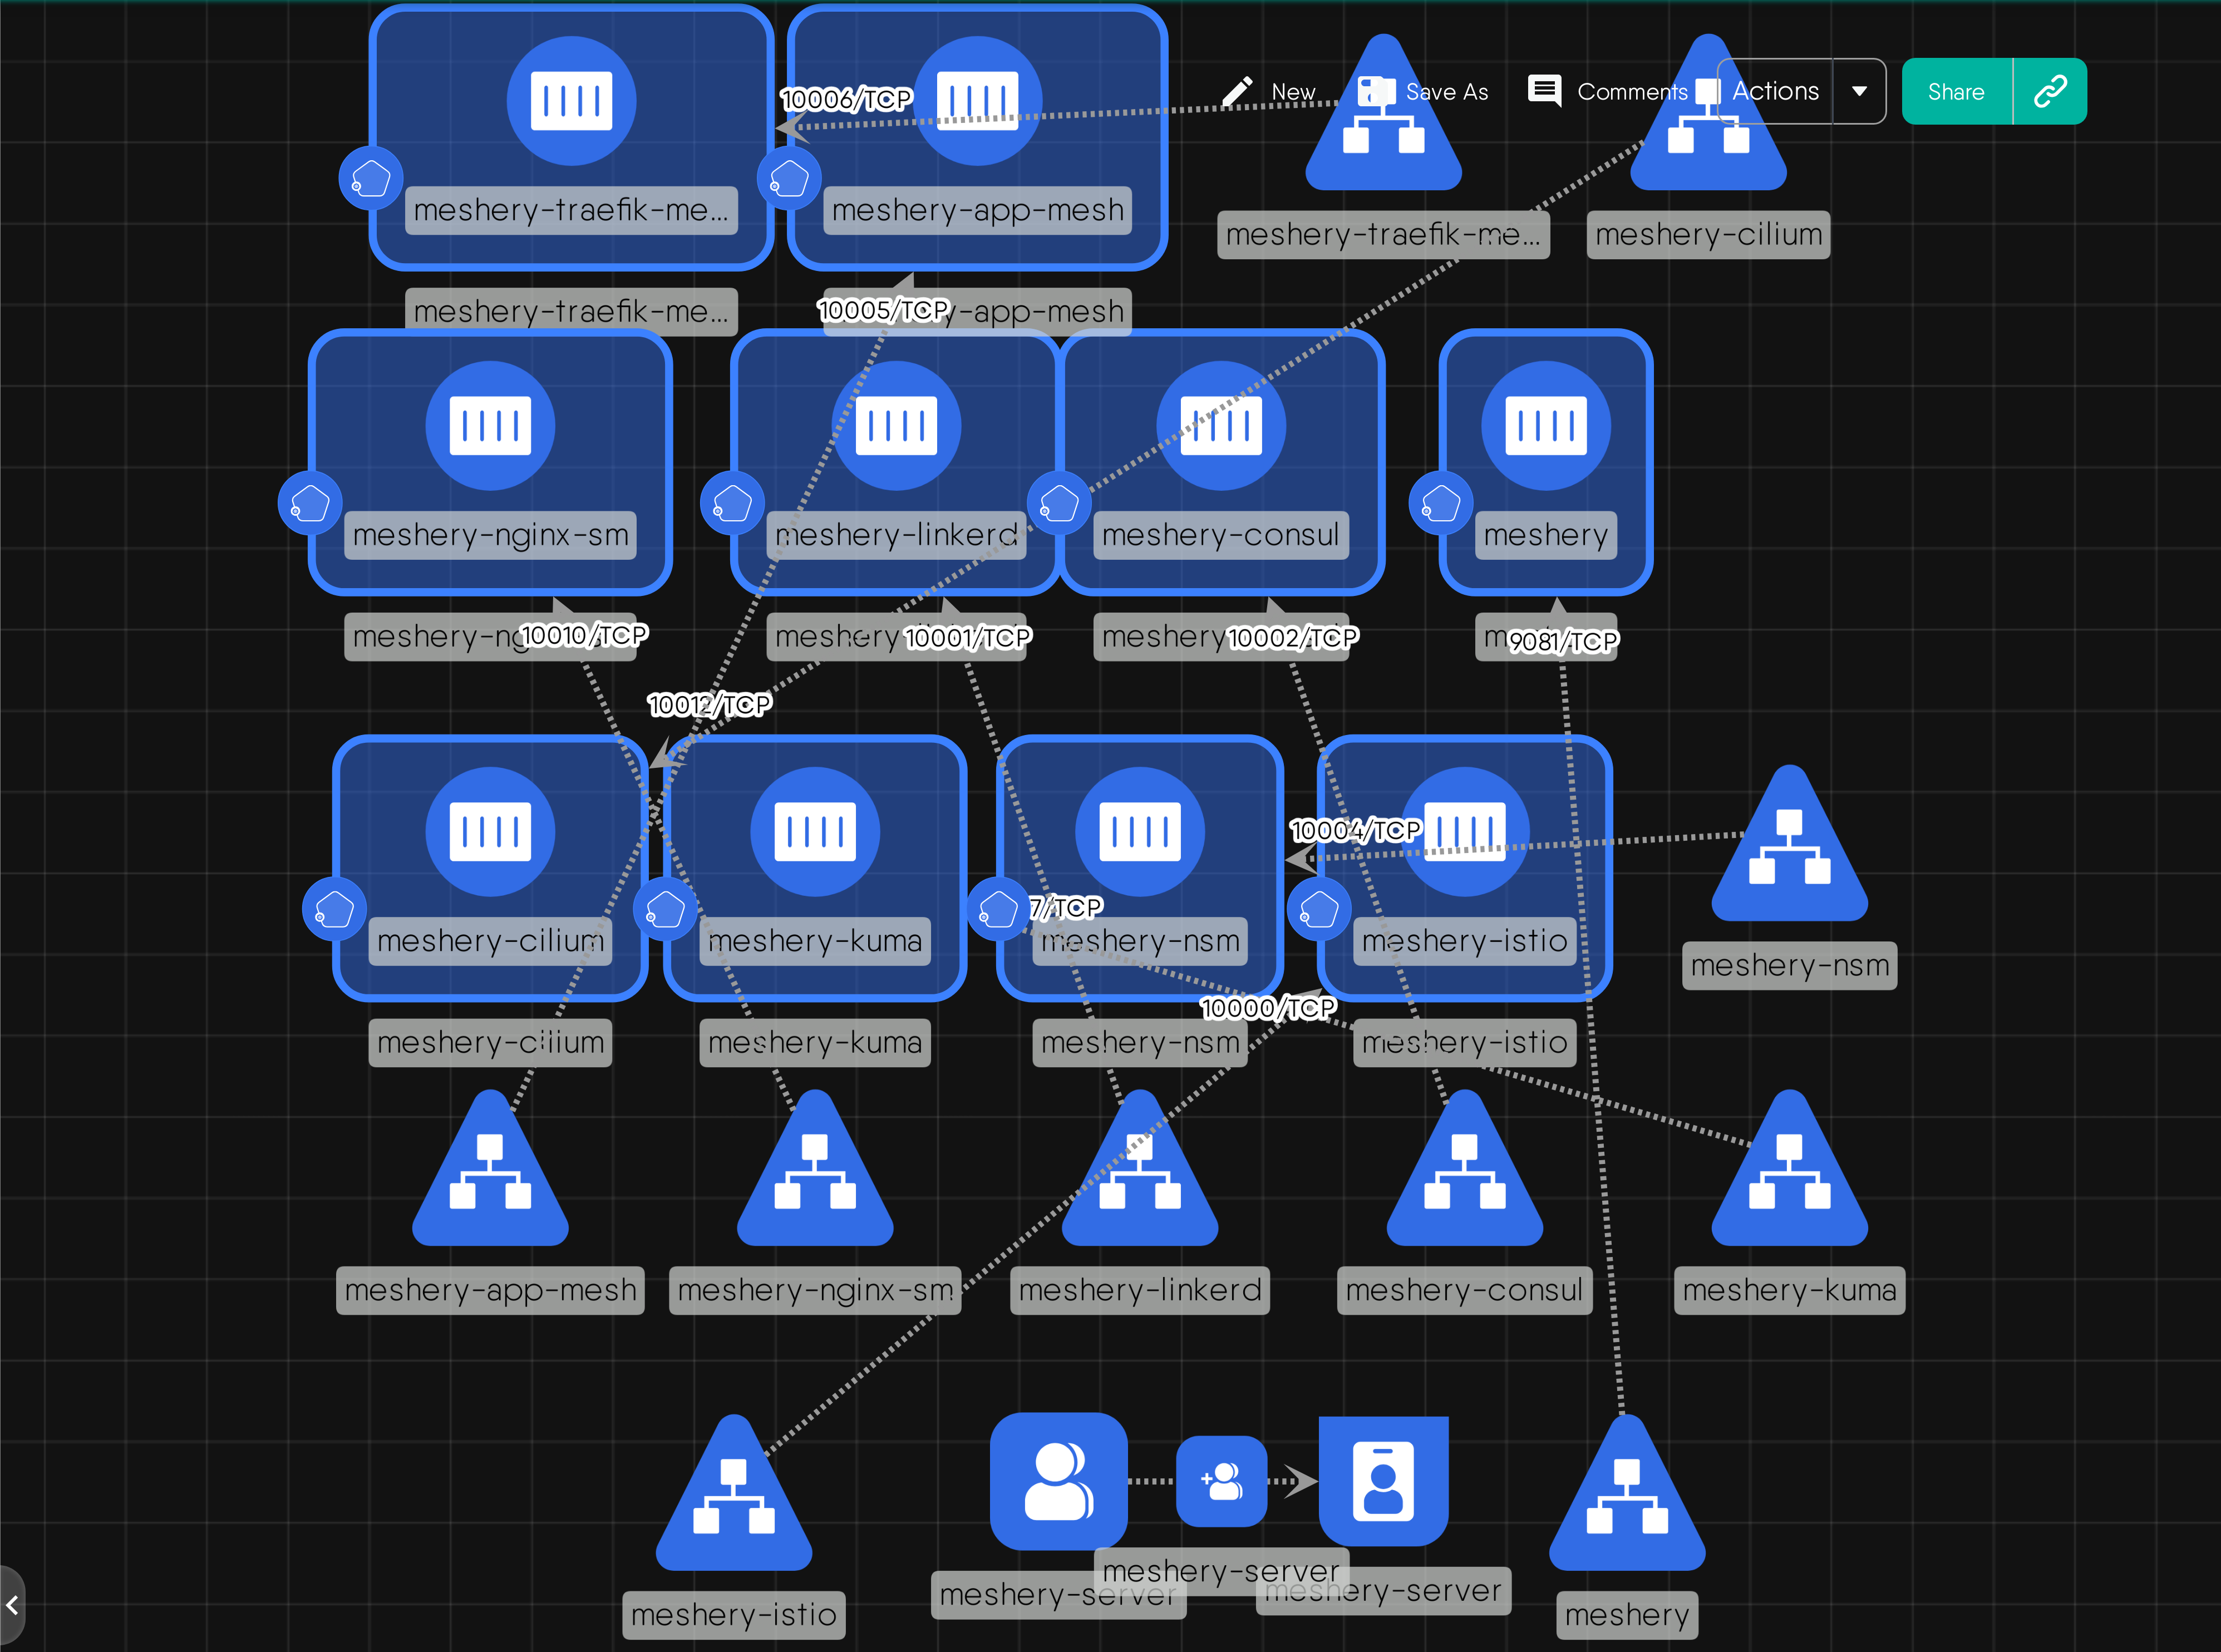 10006/TCP
New
Save As
Comments
Actions
Share
meshery-traefik-me...
meshery-app-mesh
meshery-traefik-me...
meshery-cilium
meshery-traefik-me...
10005/TCP
-app-mesh
meshery-nginx-sm
meshery-linkerd
meshery-consul
meshery
10010/TCP
10001/TCP
meshery
10002/TCP
9081/TCP
10012/TCP
10004/TCP
7/TCP
meshery-cilium
meshery-kuma
meshery-nsm
meshery-istio
meshery-nsm
10000/TCP
meshery-cilium
meshery-kuma
meshery-nsm
meshery-istio
meshery-app-mesh
meshery-nginx-sm
meshery-linkerd
meshery-consul
meshery-kuma
meshery-server
meshery-server
meshery-server
meshery-istio
meshery